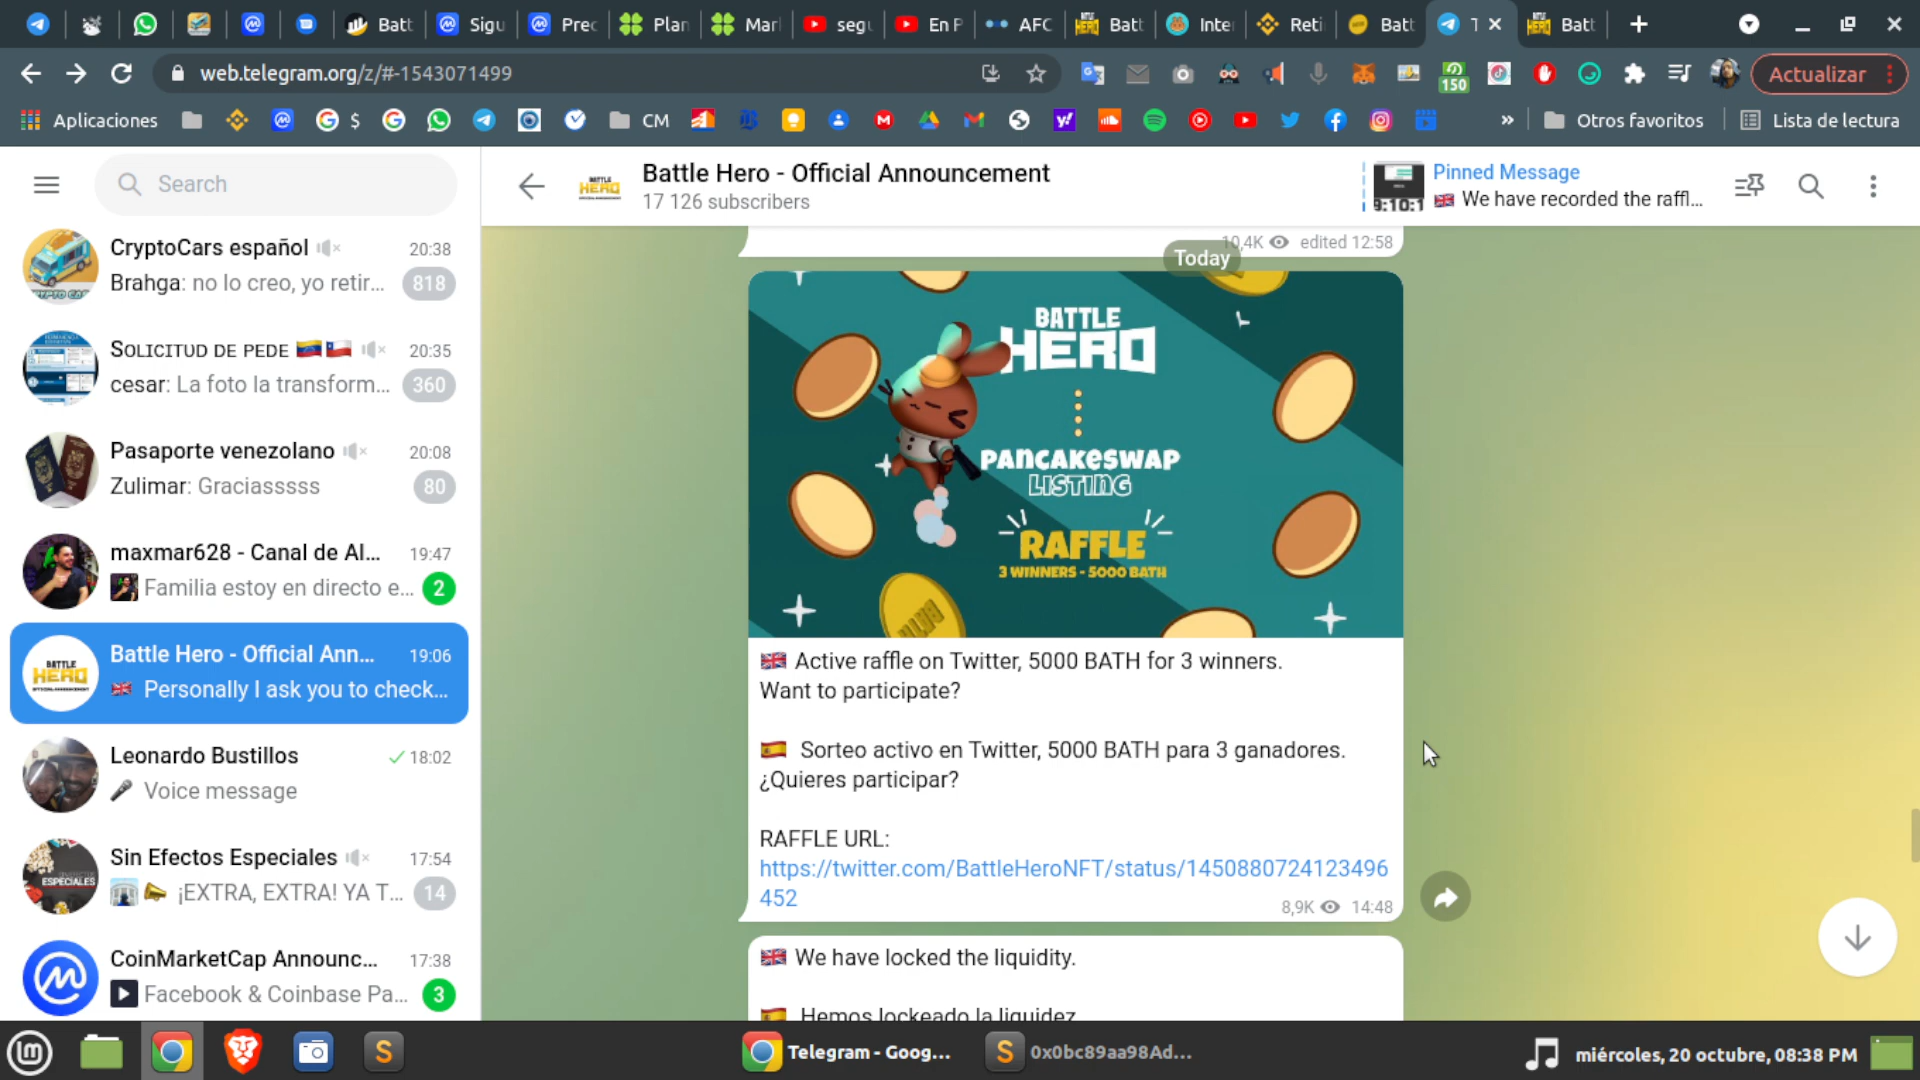 Batt
Sigu
Prec
Plan
Mar
segu
En P
AFC
Batt
Inter
Reti
Batt
T
Batt
web.telegram.org/z/#-1543071499
150
Actualizar
Aplicaciones
$
CM
Otros favoritos
Lista de lectura
Search
CryptoCars español
20:38
Brahga: no lo creo, yo retir...
818
SOLICITUD DE PEDE
20:35
cesar: La foto la transform...
360
Pasaporte venezolano
20:08
Zulimar: Graciasssss
80
maxmar628 - Canal de Al...
19:47
Familia estoy en directo e...
2
Battle Hero - Official Ann...
19:06
Personally I ask you to check...
Leonardo Bustillos
18:02
Voice message
Sin Efectos Especiales
17:54
¡EXTRA, EXTRA! YA T...
14
CoinMarketCap Announc...
17:38
Facebook & Coinbase Pa...
3
BATTLE
HERO
Battle Hero - Official Announcement
17 126 subscribers
Pinned Message
We have recorded the raffl...
10,4K edited 12:58
Today
BATTLE
HERO
PANCAKESWAP
LISTING
RAFFLE
3 WINNERS - 5000 BATH
Active raffle on Twitter, 5000 BATH for 3 winners.
Want to participate?
Sorteo activo en Twitter, 5000 BATH para 3 ganadores.
¿Quieres participar?
RAFFLE URL:
https://twitter.com/BattleHeroNFT/status/1450880724123496
452
8,9K 14:48
We have locked the liquidity.
Hemos lockeado la liquidez
Telegram - Goog...
0x0bc89aa98Ad...
miércoles, 20 octubre, 08:38 PM